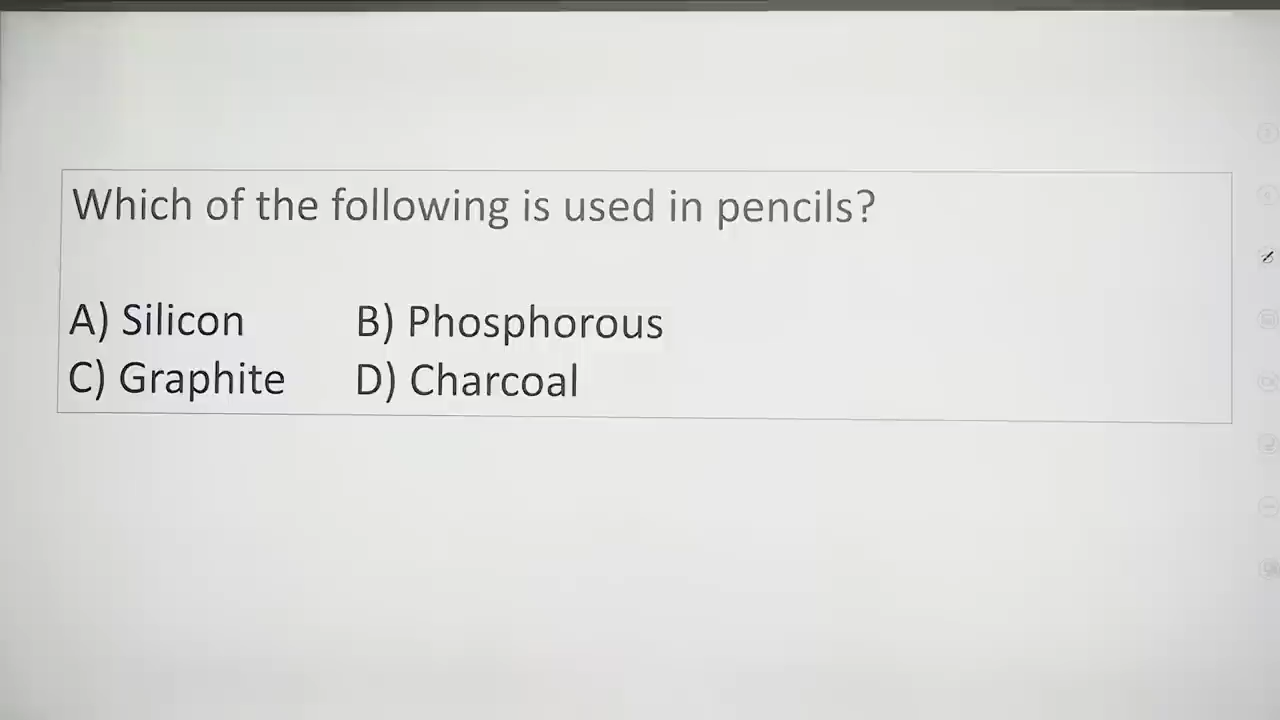 Which of the following is used in pencils?
A) Silicon B) Phosphorous
C) Graphite D) Charcoal